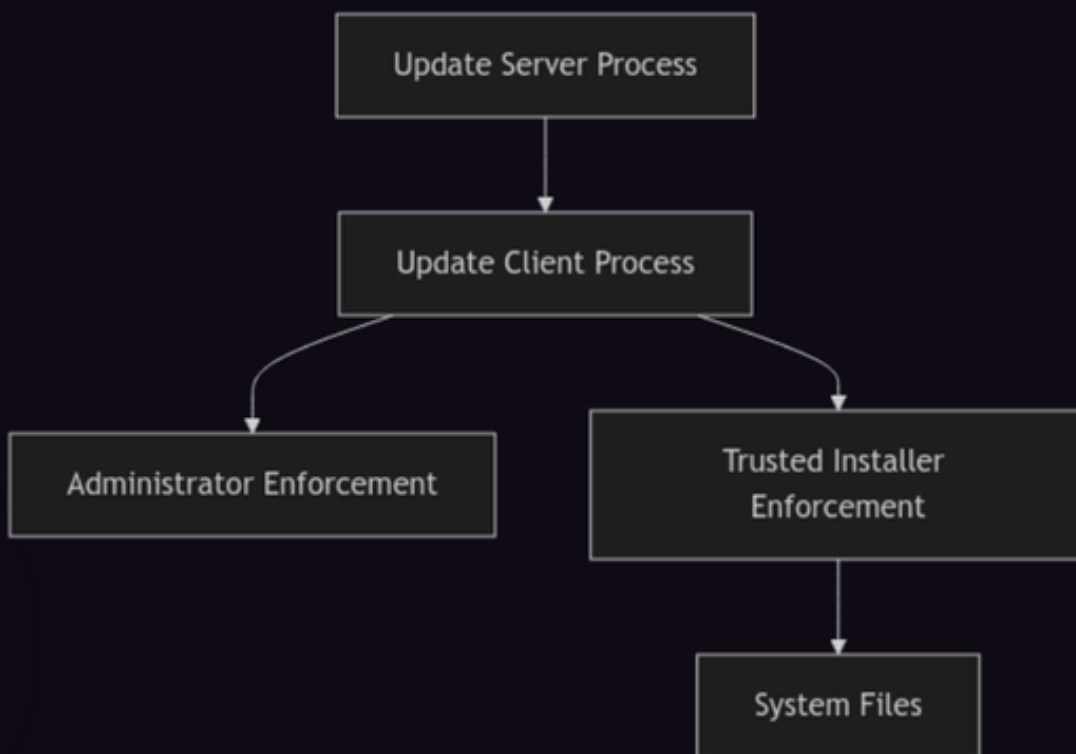 Update Server Process
Update Client Process
Administrator Enforcement
Trusted Installer
Enforcement
System Files